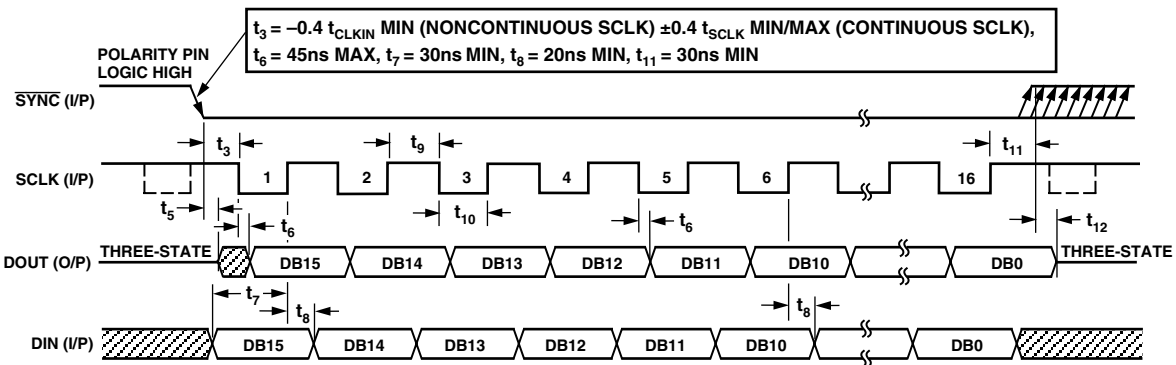 t3 = –0.4 tCLKIN MIN (NONCONTINUOUS SCLK) ±0.4 tSCLK MIN/MAX (CONTINUOUS SCLK),
t6 = 45ns MAX, t7 = 30ns MIN, t8 = 20ns MIN, t11 = 30ns MIN
POLARITY PIN
LOGIC HIGH
SYNC (I/P)
t3 t9 t11
SCLK (I/P) 1 2 3 4 5 6 16
t5 t6 t10 t6 t12
DOUT (O/P) THREE-STATE DB15 DB14 DB13 DB12 DB11 DB10 DB0 THREE-STATE
t7 t8 t8
DIN (I/P) DB15 DB14 DB13 DB12 DB11 DB10 DB0